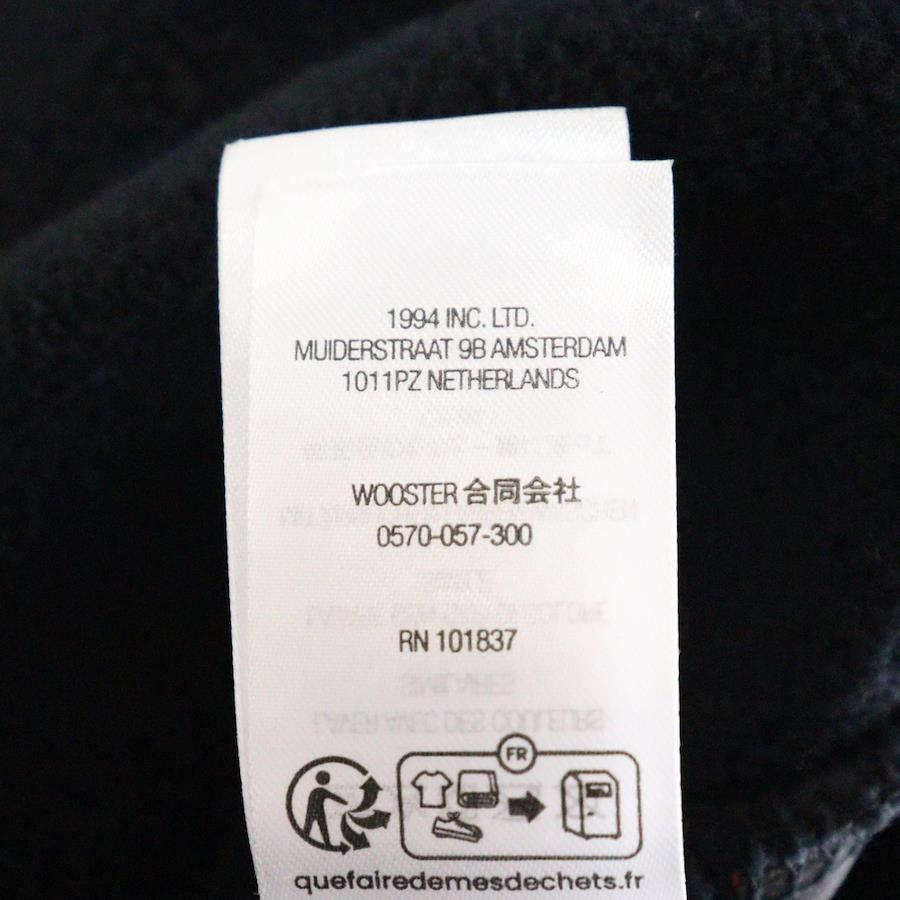 1994 INC. LTD.
MUIDERSTRAAT 9B AMSTERDAM
1011PZ NETHERLANDS
WOOSTER 合同会社
0570-057-300
RN 101837
FR
quefairedemesdechets.fr